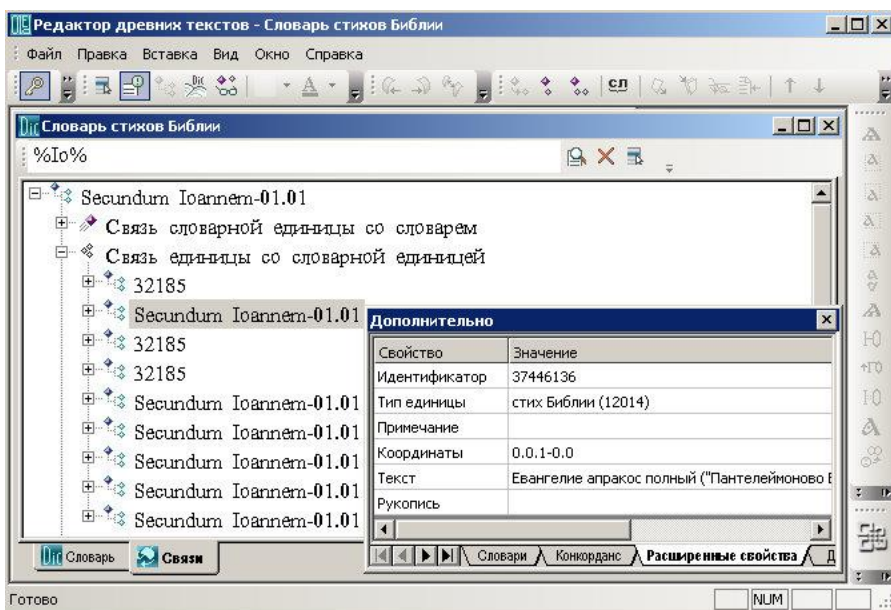 Редактор древних текстов - Словарь стихов Библии
Файл Правка Вставка Вид Окно Справка
Dic A сл
Dic Словарь стихов Библии
%Io%
Secundum Ioannem-01.01
Связь словарной единицы со словарем
Связь единицы со словарной единицей
32185
Secundum Ioannem-01.01
32185
32185
Secundum Ioannem-01.01
Secundum Ioannem-01.01
Secundum Ioannem-01.01
Secundum Ioannem-01.01
Secundum Ioannem-01.01
Дополнительно
Свойство Значение
Идентификатор 37446136
Тип единицы стих Библии (12014)
Примечание
Координаты 0.0.1-0.0
Текст Евангелие апракос полный ("Пантелеймоново Е
Рукопись
Словари Конкорданс Расширенные свойства Д
Dic Словарь Связи
Готово NUM